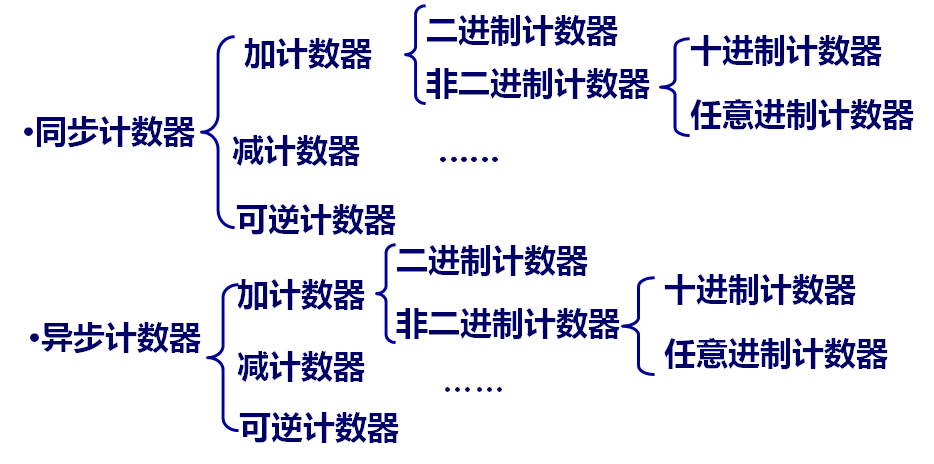 二进制计数器
加计数器
非二进制计数器
十进制计数器
任意进制计数器
•同步计数器
减计数器
……
可逆计数器
二进制计数器
加计数器
非二进制计数器
十进制计数器
任意进制计数器
•异步计数器
减计数器
……
可逆计数器